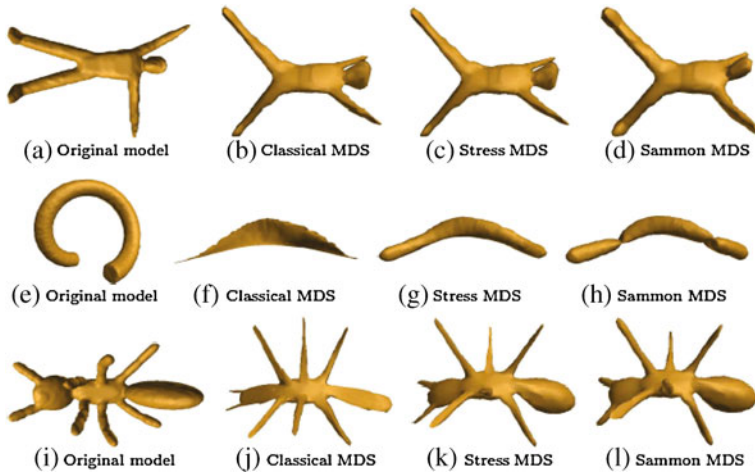 (a) Original model (b) Classical MDS (c) Stress MDS (d) Sammon MDS
(e) Original model (f) Classical MDS (g) Stress MDS (h) Sammon MDS
(i) Original model (j) Classical MDS (k) Stress MDS (l) Sammon MDS